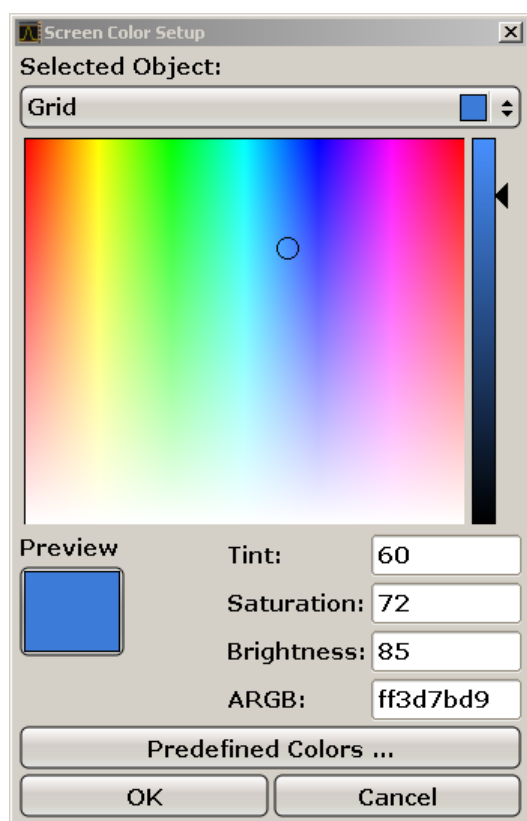 Screen Color Setup
Selected Object:
Grid
Preview
Tint: 60
Saturation: 72
Brightness: 85
ARGB: ff3d7bd9
Predefined Colors ...
OK Cancel